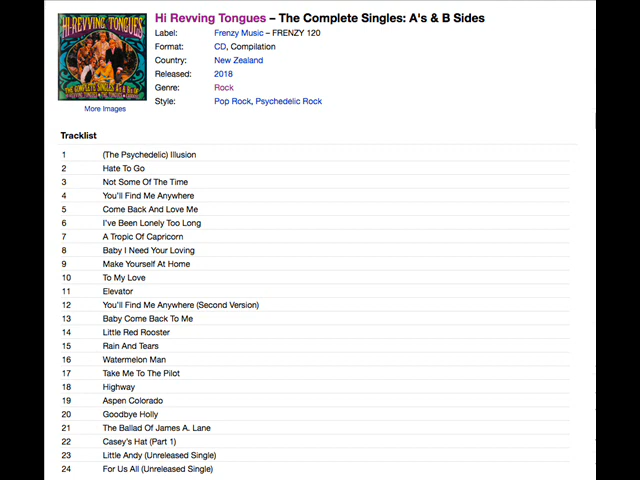 HI-REVVING TONGUES
THE COMPLETE SINGLES A's & B's OF
Hi Revving Tongues – The Complete Singles: A's & B Sides
Label: Frenzy Music – FRENZY 120
Format: CD, Compilation
Country: New Zealand
Released: 2018
Genre: Rock
Style: Pop Rock, Psychedelic Rock
More Images
Tracklist
1 (The Psychedelic) Illusion
2 Hate To Go
3 Not Some Of The Time
4 You'll Find Me Anywhere
5 Come Back And Love Me
6 I've Been Lonely Too Long
7 A Tropic Of Capricorn
8 Baby I Need Your Loving
9 Make Yourself At Home
10 To My Love
11 Elevator
12 You'll Find Me Anywhere (Second Version)
13 Baby Come Back To Me
14 Little Red Rooster
15 Rain And Tears
16 Watermelon Man
17 Take Me To The Pilot
18 Highway
19 Aspen Colorado
20 Goodbye Holly
21 The Ballad Of James A. Lane
22 Casey's Hat (Part 1)
23 Little Andy (Unreleased Single)
24 For Us All (Unreleased Single)